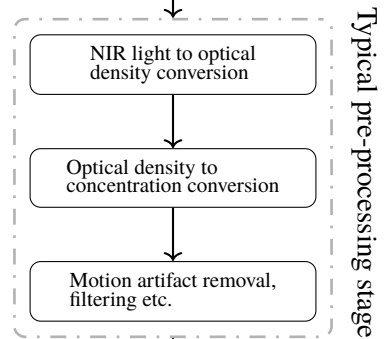 NIR light to optical
density conversion
Optical density to
concentration conversion
Motion artifact removal,
filtering etc.
Typical pre-processing stage